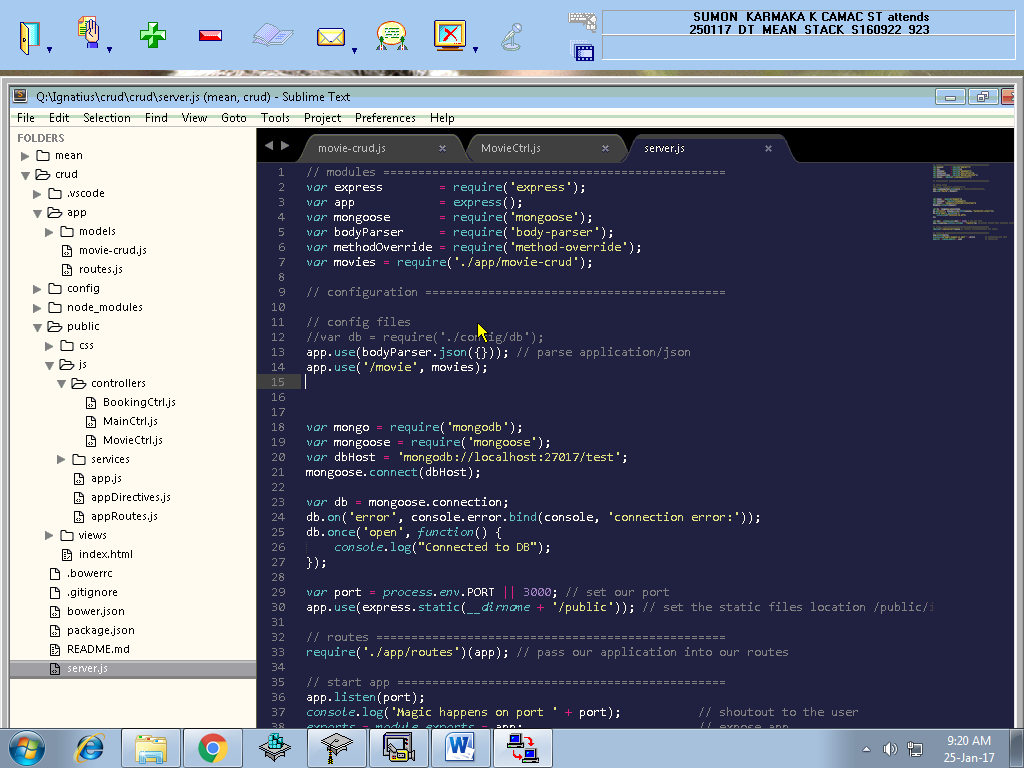 SUMON KARMAKA K CAMAC ST attends
250117 DT MEAN STACK S160922 923
Q:\Ignatius\crud\crud\server.js (mean, crud) - Sublime Text
File Edit Selection Find View Goto Tools Project Preferences Help
FOLDERS
mean
crud
.vscode
app
models
movie-crud.js
routes.js
config
node_modules
public
css
js
controllers
BookingCtrl.js
MainCtrl.js
MovieCtrl.js
services
app.js
appDirectives.js
appRoutes.js
views
index.html
.bowerrc
.gitignore
bower.json
package.json
README.md
server.js
movie-crud.js × MovieCtrl.js × server.js ×
1 // modules =================================================
2 var express        = require('express');
3 var app            = express();
4 var mongoose       = require('mongoose');
5 var bodyParser     = require('body-parser');
6 var methodOverride = require('method-override');
7 var movies = require('./app/movie-crud');
8
9 // configuration ===========================================
10
11 // config files
12 //var db = require('./config/db');
13 app.use(bodyParser.json({})); // parse application/json
14 app.use('/movie', movies);
15
16
17
18 var mongo = require('mongodb');
19 var mongoose = require('mongoose');
20 var dbHost = 'mongodb://localhost:27017/test';
21 mongoose.connect(dbHost);
22
23 var db = mongoose.connection;
24 db.on('error', console.error.bind(console, 'connection error:'));
25 db.once('open', function() {
26     console.log("Connected to DB");
27 });
28
29 var port = process.env.PORT || 3000; // set our port
30 app.use(express.static(__dirname + '/public')); // set the static files location /public/i
31
32 // routes ==================================================
33 require('./app/routes')(app); // pass our application into our routes
34
35 // start app ===============================================
36 app.listen(port);
37 console.log('Magic happens on port ' + port);           // shoutout to the user
38 exports = module.exports = app;                         // expose app
9:20 AM
25-Jan-17